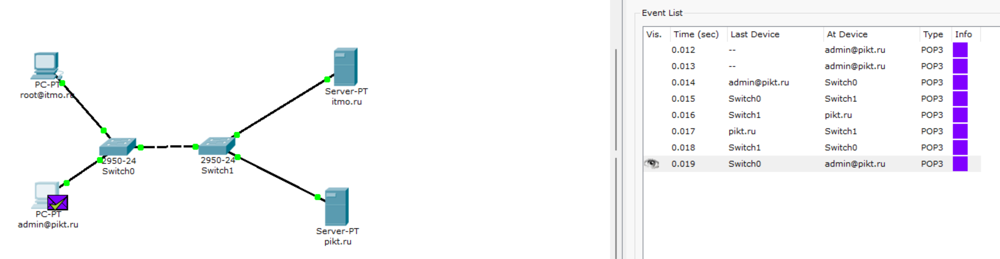 PC-PT
root@itmo.ru
Server-PT
itmo.ru
2950-24
Switch0
2950-24
Switch1
PC-PT
admin@pikt.ru
Server-PT
pikt.ru
Event List
Vis. Time (sec) Last Device At Device Type Info
0.012 -- admin@pikt.ru POP3
0.013 -- admin@pikt.ru POP3
0.014 admin@pikt.ru Switch0 POP3
0.015 Switch0 Switch1 POP3
0.016 Switch1 pikt.ru POP3
0.017 pikt.ru Switch1 POP3
0.018 Switch1 Switch0 POP3
0.019 Switch0 admin@pikt.ru POP3